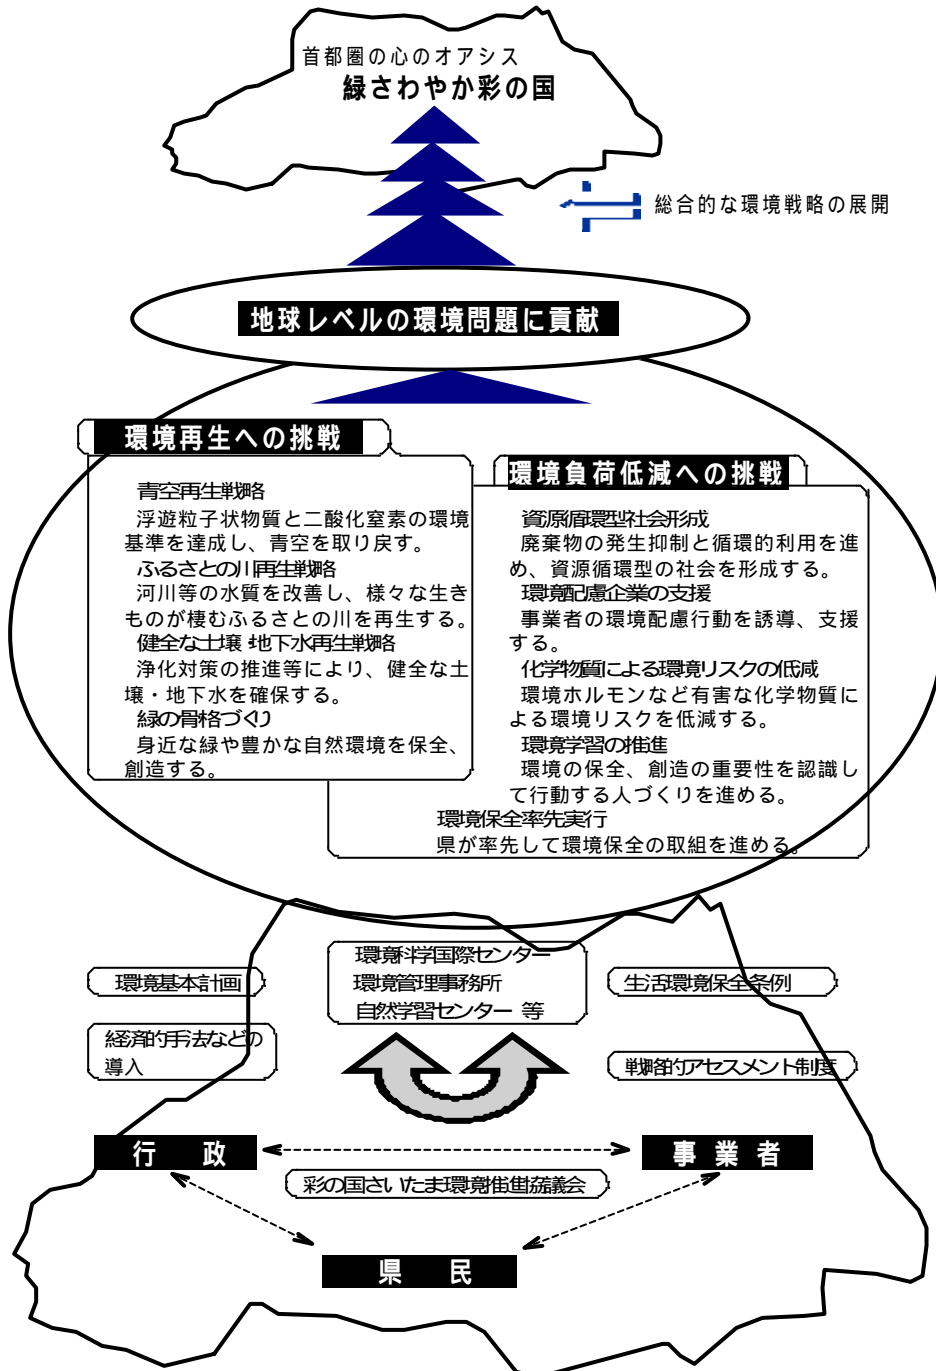 首都圏の心のオアシス
緑さわやか彩の国
総合的な環境戦略の展開
地球レベルの環境問題に貢献
環境再生への挑戦
青空再生戦略
浮遊粒子状物質と二酸化窒素の環境
基準を達成し、青空を取り戻す。
ふるさとの川再生戦略
河川等の水質を改善し、様々な生き
ものが棲むふるさとの川を再生する。
健全な土壌・地下水再生戦略
浄化対策の推進等により、健全な土
壌・地下水を確保する。
緑の骨格づくり
身近な緑や豊かな自然環境を保全、
創造する。
環境負荷低減への挑戦
資源循環型社会形成
廃棄物の発生抑制と循環的利用を進
め、資源循環型の社会を形成する。
環境配慮企業の支援
事業者の環境配慮行動を誘導、支援
する。
化学物質による環境リスクの低減
環境ホルモンなど有害な化学物質に
よる環境リスクを低減する。
環境学習の推進
環境の保全、創造の重要性を認識し
て行動する人づくりを進める。
環境保全率先実行
県が率先して環境保全の取組を進める。
環境基本計画
経済的手法などの
導入
環境科学国際センター
環境管理事務所
自然学習センター 等
生活環境保全条例
戦略的アセスメント制度
行 政
事 業 者
彩の国さいたま環境推進協議会
県 民